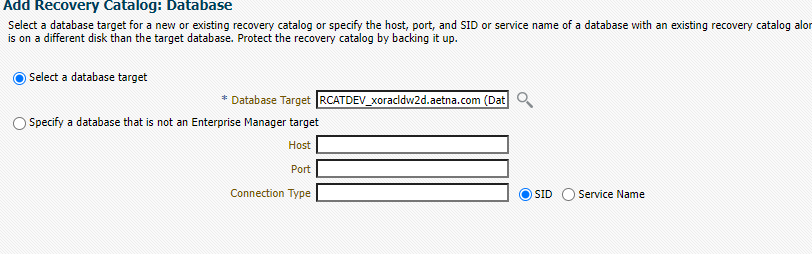 Add Recovery Catalog: Database
Select a database target for a new or existing recovery catalog or specify the host, port, and SID or service name of a database with an existing recovery catalog
is on a different disk than the target database. Protect the recovery catalog by backing it up.
Select a database target
* Database Target RCATDEV_xoracldw2d.aetna.com (Dat
Specify a database that is not an Enterprise Manager target
Host
Port
Connection Type SID Service Name